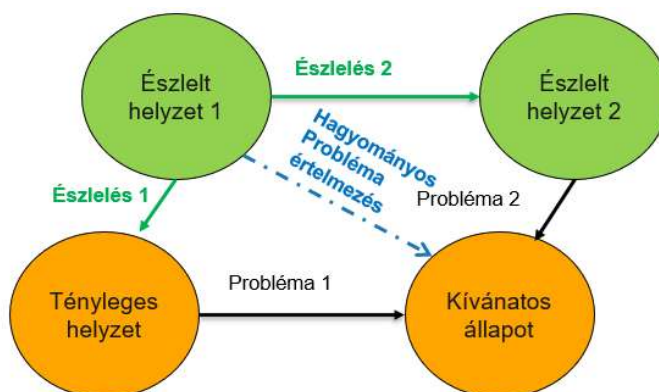 Észlelt
helyzet 1
Észlelés 2
Észlelt
helyzet 2
Hagyományos
Probléma
értelmezés
Észlelés 1
Probléma 2
Tényleges
helyzet
Probléma 1
Kívánatos
állapot